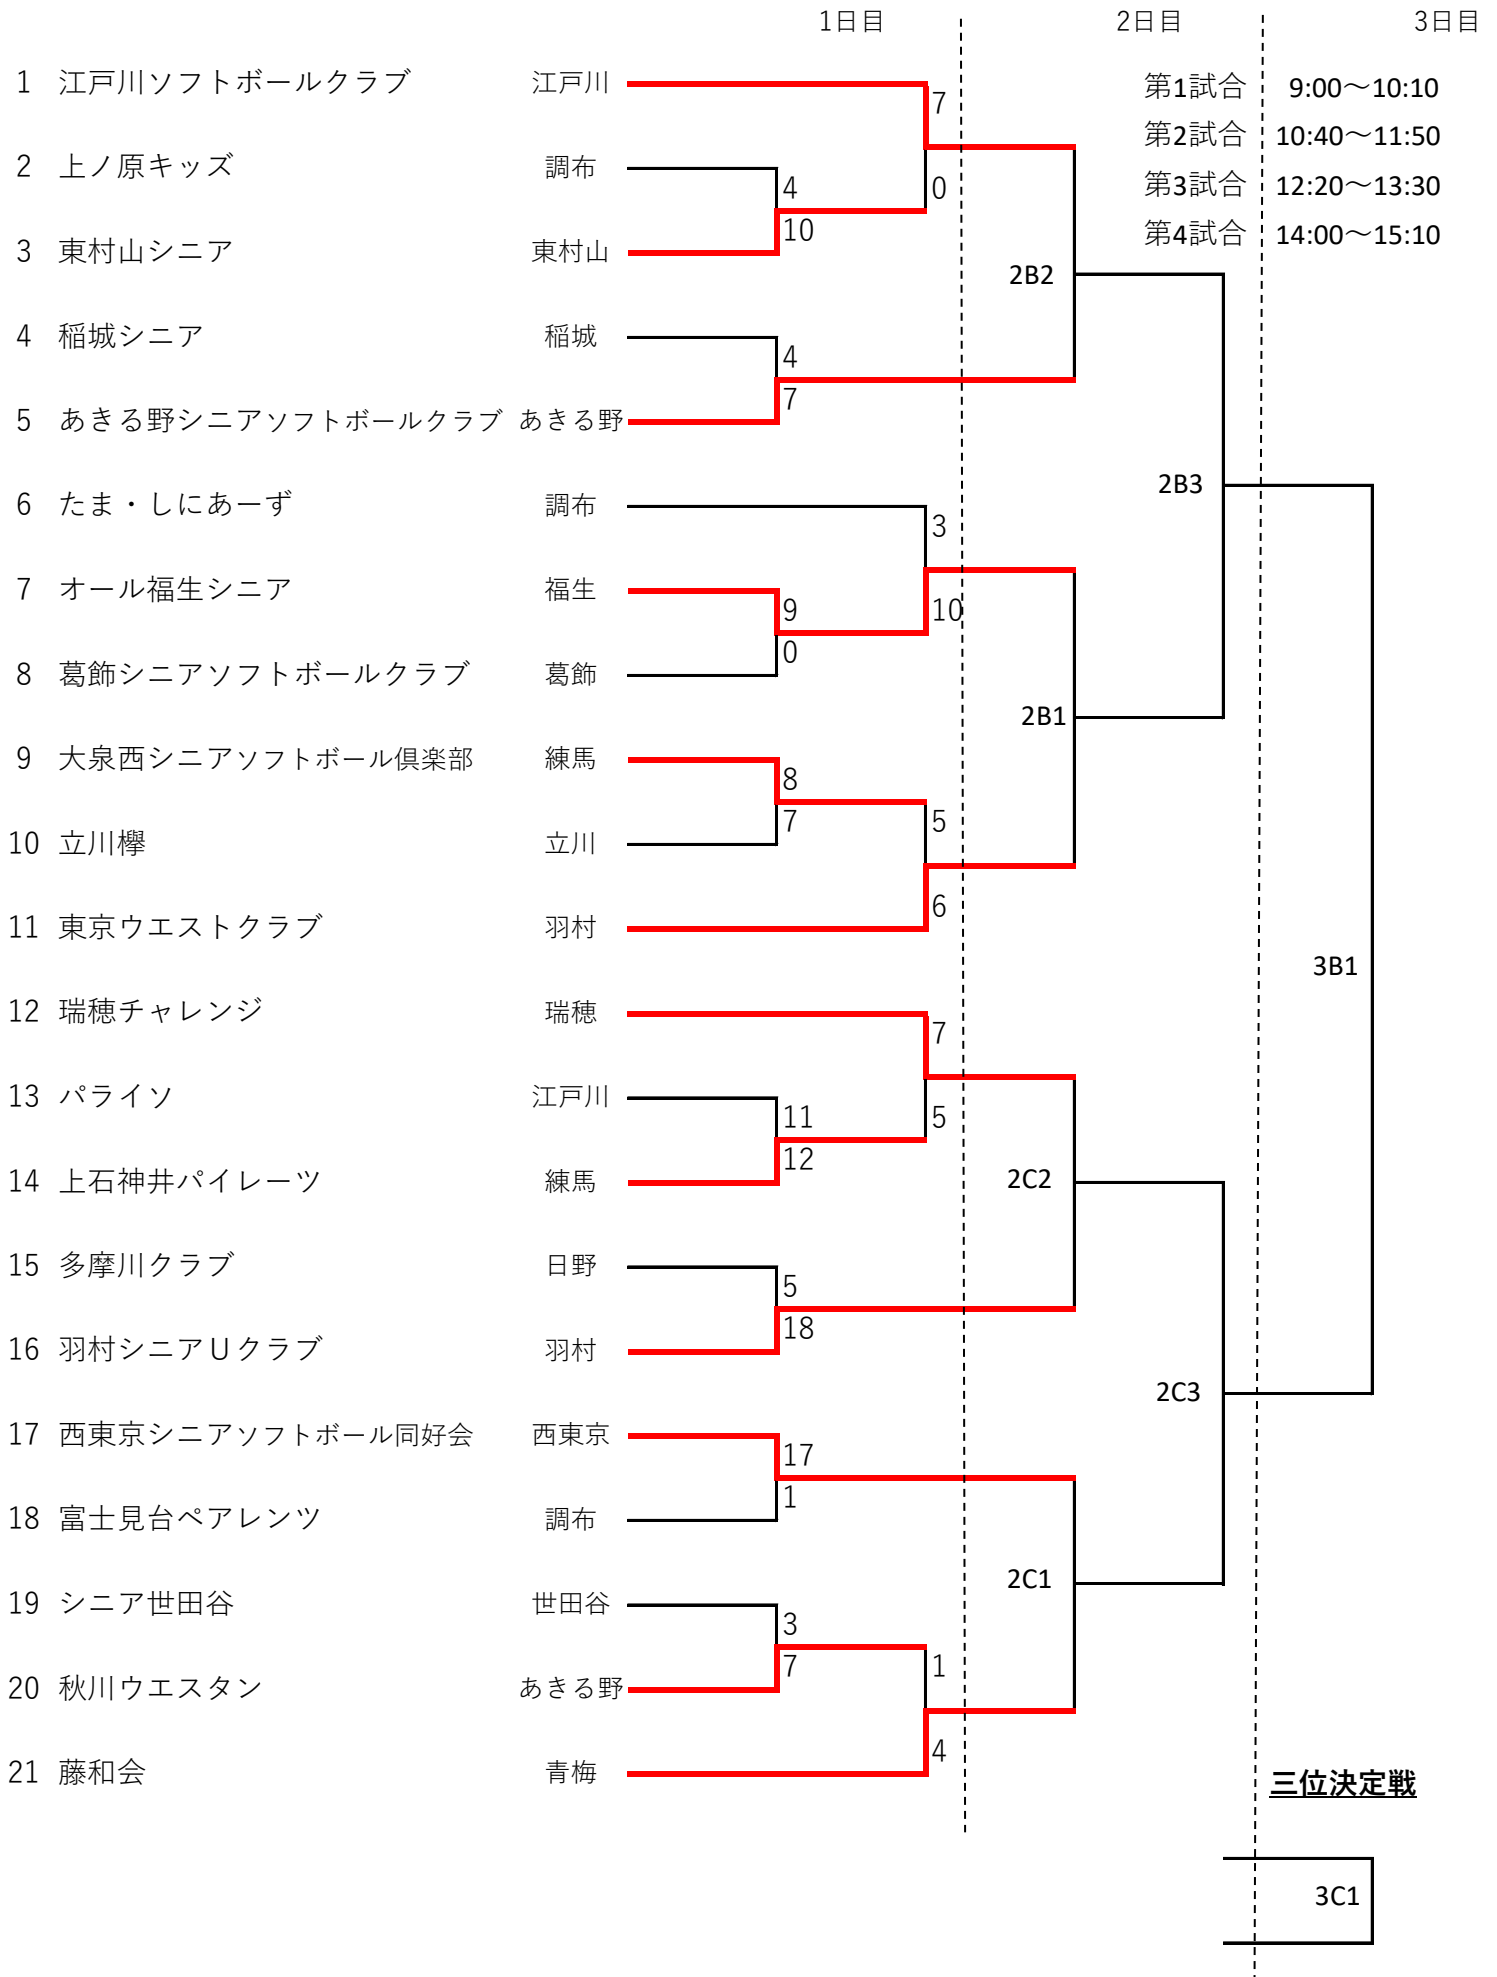 1日目 2日目 3日目
1 江戸川ソフトボールクラブ 江戸川 第1試合 9:00～10:10
7
第2試合 10:40～11:50
2 上ノ原キッズ 調布 第3試合 12:20～13:30
4 0
10 第4試合 14:00～15:10
3 東村山シニア 東村山
2B2
4 稲城シニア 稲城
4
7
5 あきる野シニアソフトボールクラブ あきる野
2B3
6 たま・しにあーず 調布
3
7 オール福生シニア 福生
9 10
0
8 葛飾シニアソフトボールクラブ 葛飾
2B1
9 大泉西シニアソフトボール倶楽部 練馬
8
7 5
10 立川欅 立川
6
11 東京ウエストクラブ 羽村
3B1
12 瑞穂チャレンジ 瑞穂
7
13 パライソ 江戸川
11 5
12
14 上石神井パイレーツ 練馬
2C2
15 多摩川クラブ 日野
5
18
16 羽村シニアUクラブ 羽村
2C3
17 西東京シニアソフトボール同好会 西東京
17
1
18 富士見台ペアレンツ 調布
2C1
19 シニア世田谷 世田谷
3
7 1
20 秋川ウエスタン あきる野
4
21 藤和会 青梅
三位決定戦
3C1